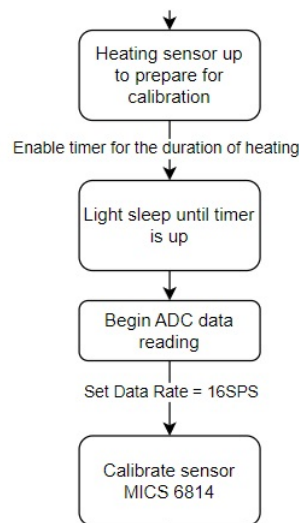 Heating sensor up
to prepare for
calibration
Enable timer for the duration of heating
Light sleep until timer
is up
Begin ADC data
reading
Set Data Rate = 16SPS
Calibrate sensor
MICS 6814